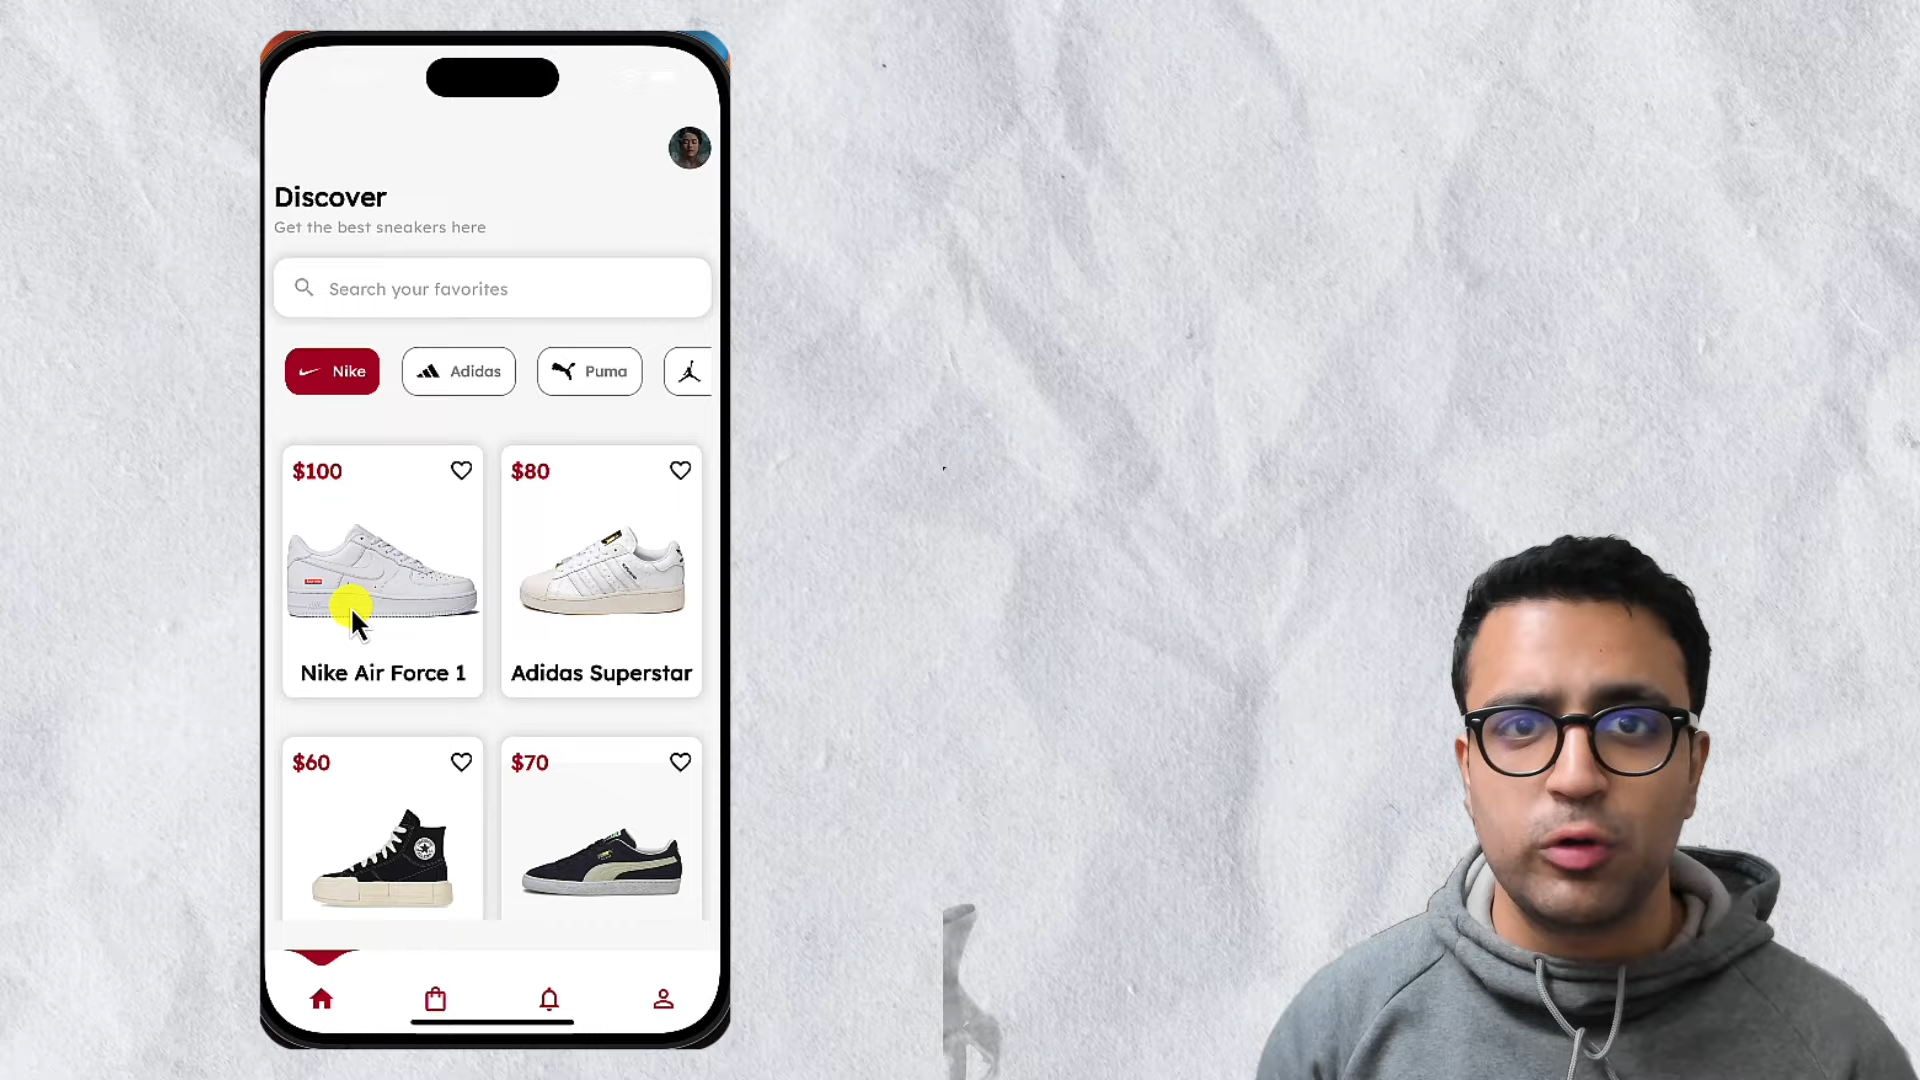 Discover
Get the best sneakers here
Search your favorites
Nike
Adidas
Puma
$100
$80
Nike Air Force 1
Adidas Superstar
$60
$70